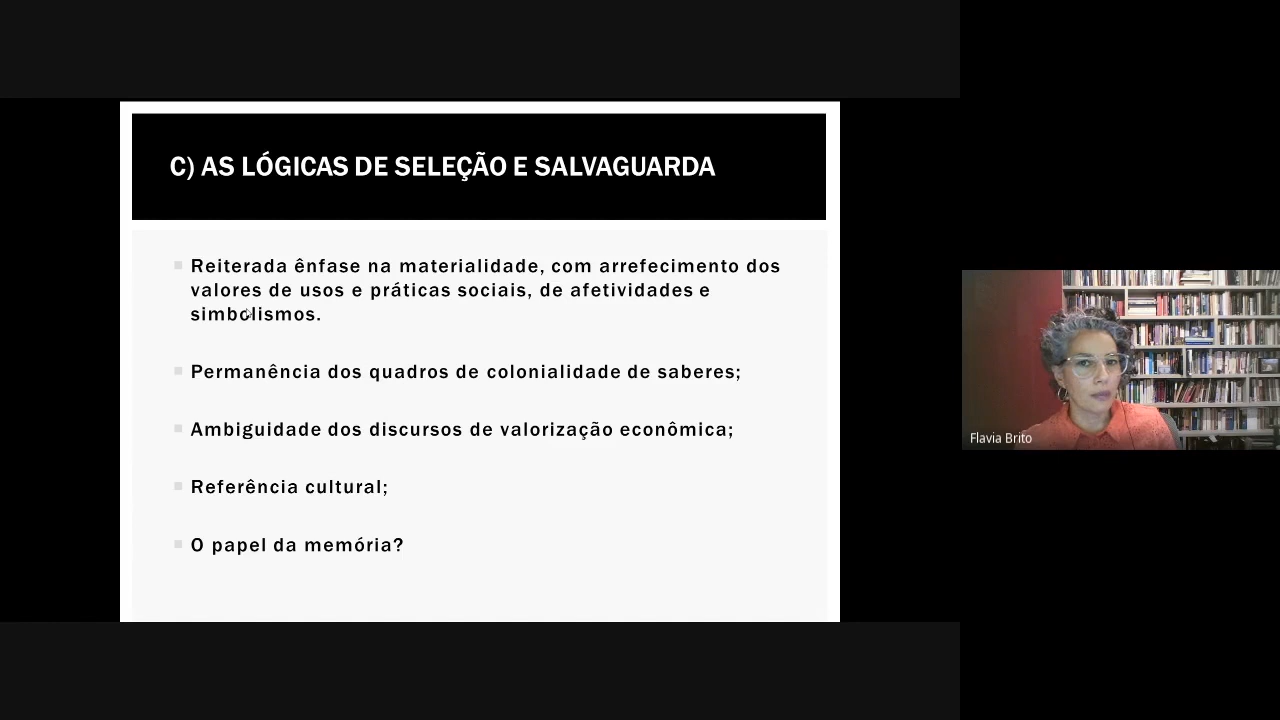 C) AS LÓGICAS DE SELEÇÃO E SALVAGUARDA
Reiterada ênfase na materialidade, com arrefecimento dos
valores de usos e práticas sociais, de afetividades e
simbolismos.
Permanência dos quadros de colonialidade de saberes;
Ambiguidade dos discursos de valorização econômica;
Referência cultural;
O papel da memória?
Flavia Brito